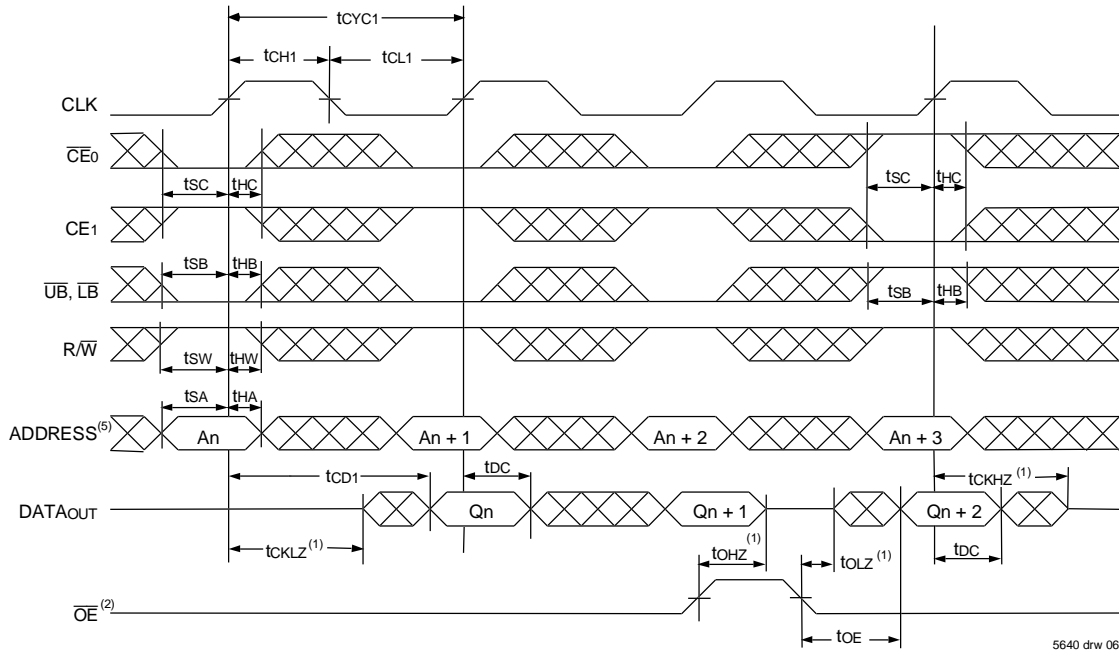 tCYC1
tCH1 tCL1
CLK
CE0
tSC tHC tSC tHC
CE1
tSB tHB
UB, LB
tSB tHB
R/W
tSW tHW
tSA tHA
ADDRESS(5) An An + 1 An + 2 An + 3
tCD1 tDC tCKHZ (1)
DATAOUT Qn Qn + 1 Qn + 2
tCKLZ (1) tOHZ (1) tOLZ (1) tDC
OE (2)
tOE
5640 drw 06